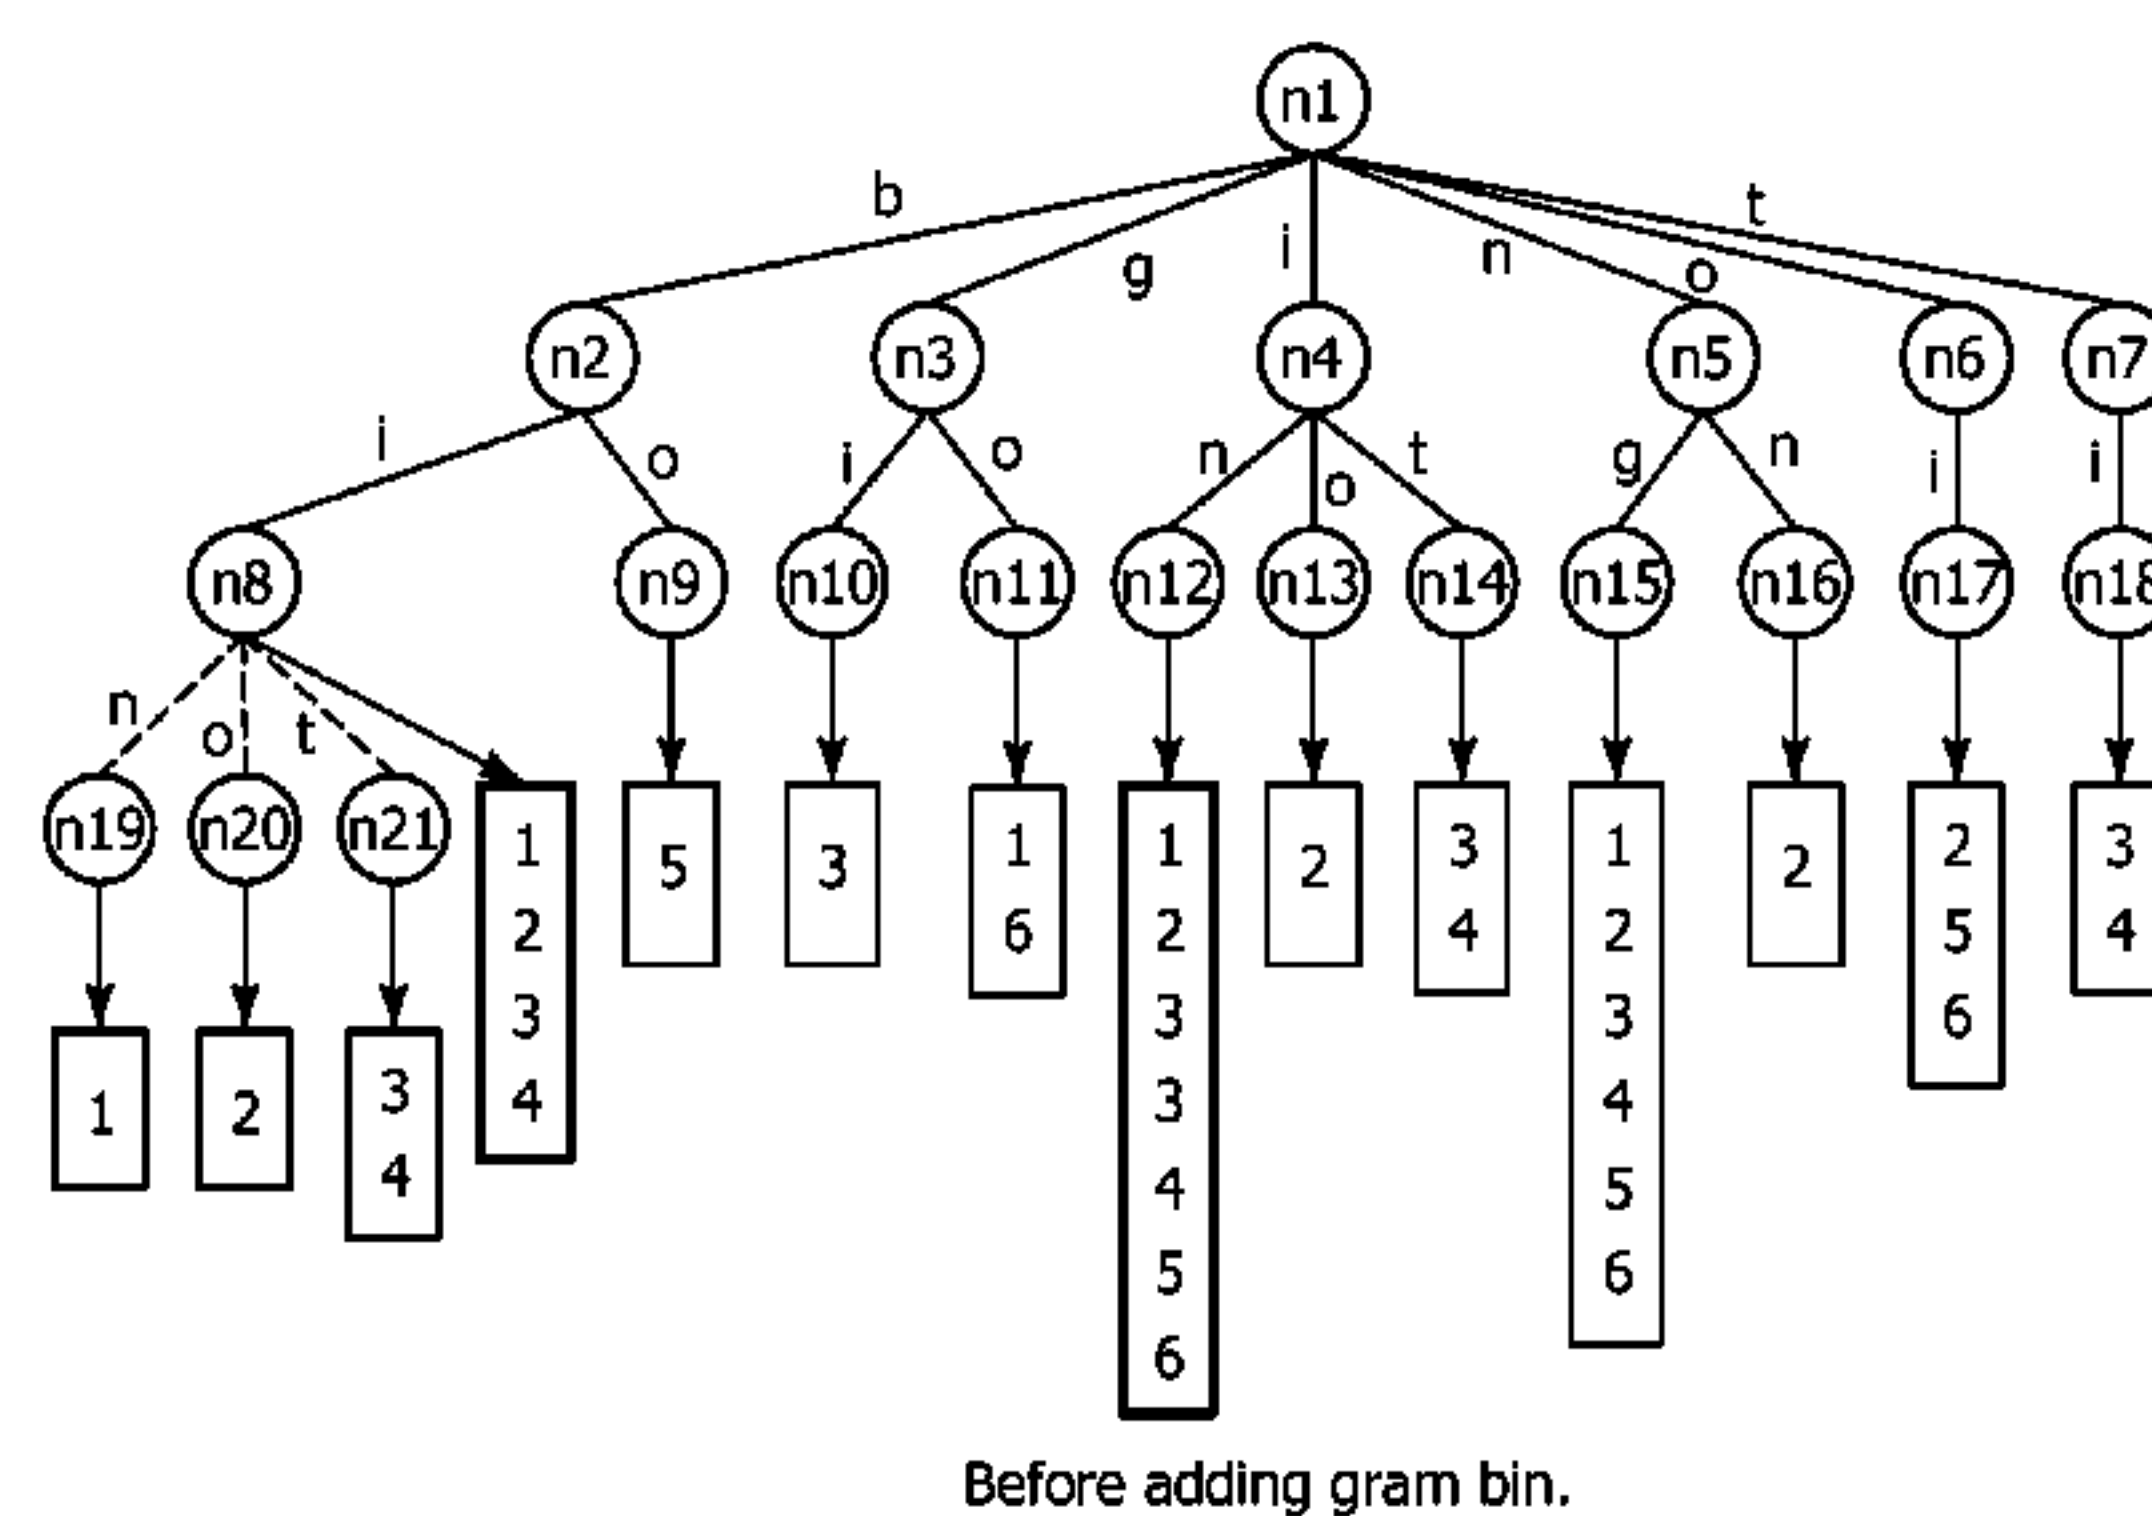 n1
b g i n o t
n2 n3 n4 n5 n6 n7
i o i o n o t g n i i
n8 n9 n10 n11 n12 n13 n14 n15 n16 n17 n18
n o t
n19 n20 n21
1 5 3 1 1 2 3 1 2 2 3
2 6 2 4 2 5 4
3 3 3 6
1 2 3 4 3 4
4 4 5
5 6
6
Before adding gram bin.